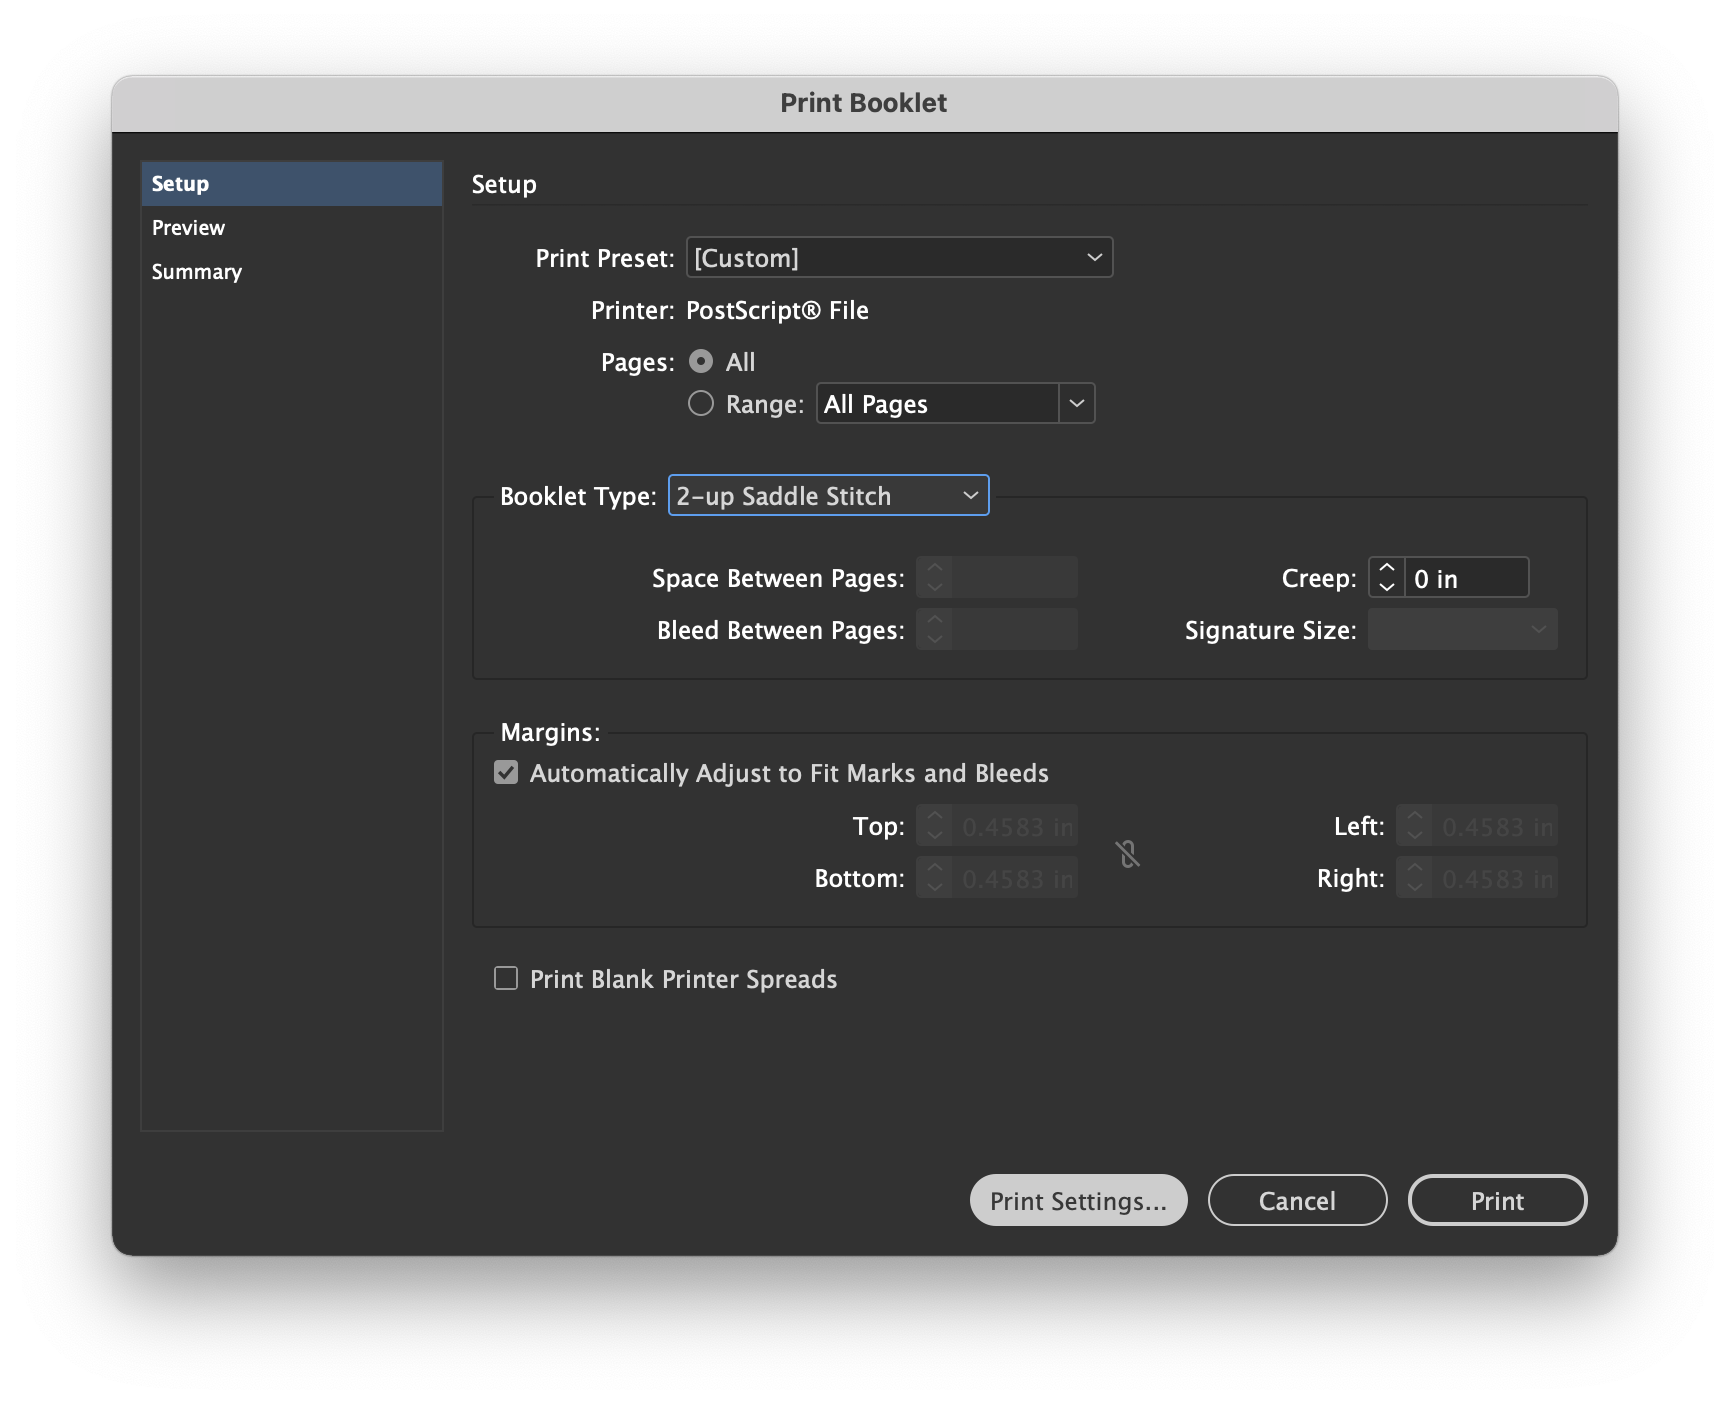 Print Booklet
Setup
Preview
Summary
Setup
Print Preset: [Custom]
Printer: PostScript® File
Pages: All
Range: All Pages
Booklet Type: 2-up Saddle Stitch
Space Between Pages: Creep: 0 in
Bleed Between Pages: Signature Size:
Margins:
Automatically Adjust to Fit Marks and Bleeds
Top: 0.4583 in Left: 0.4583 in
Bottom: 0.4583 in Right: 0.4583 in
Print Blank Printer Spreads
Print Settings... Cancel Print